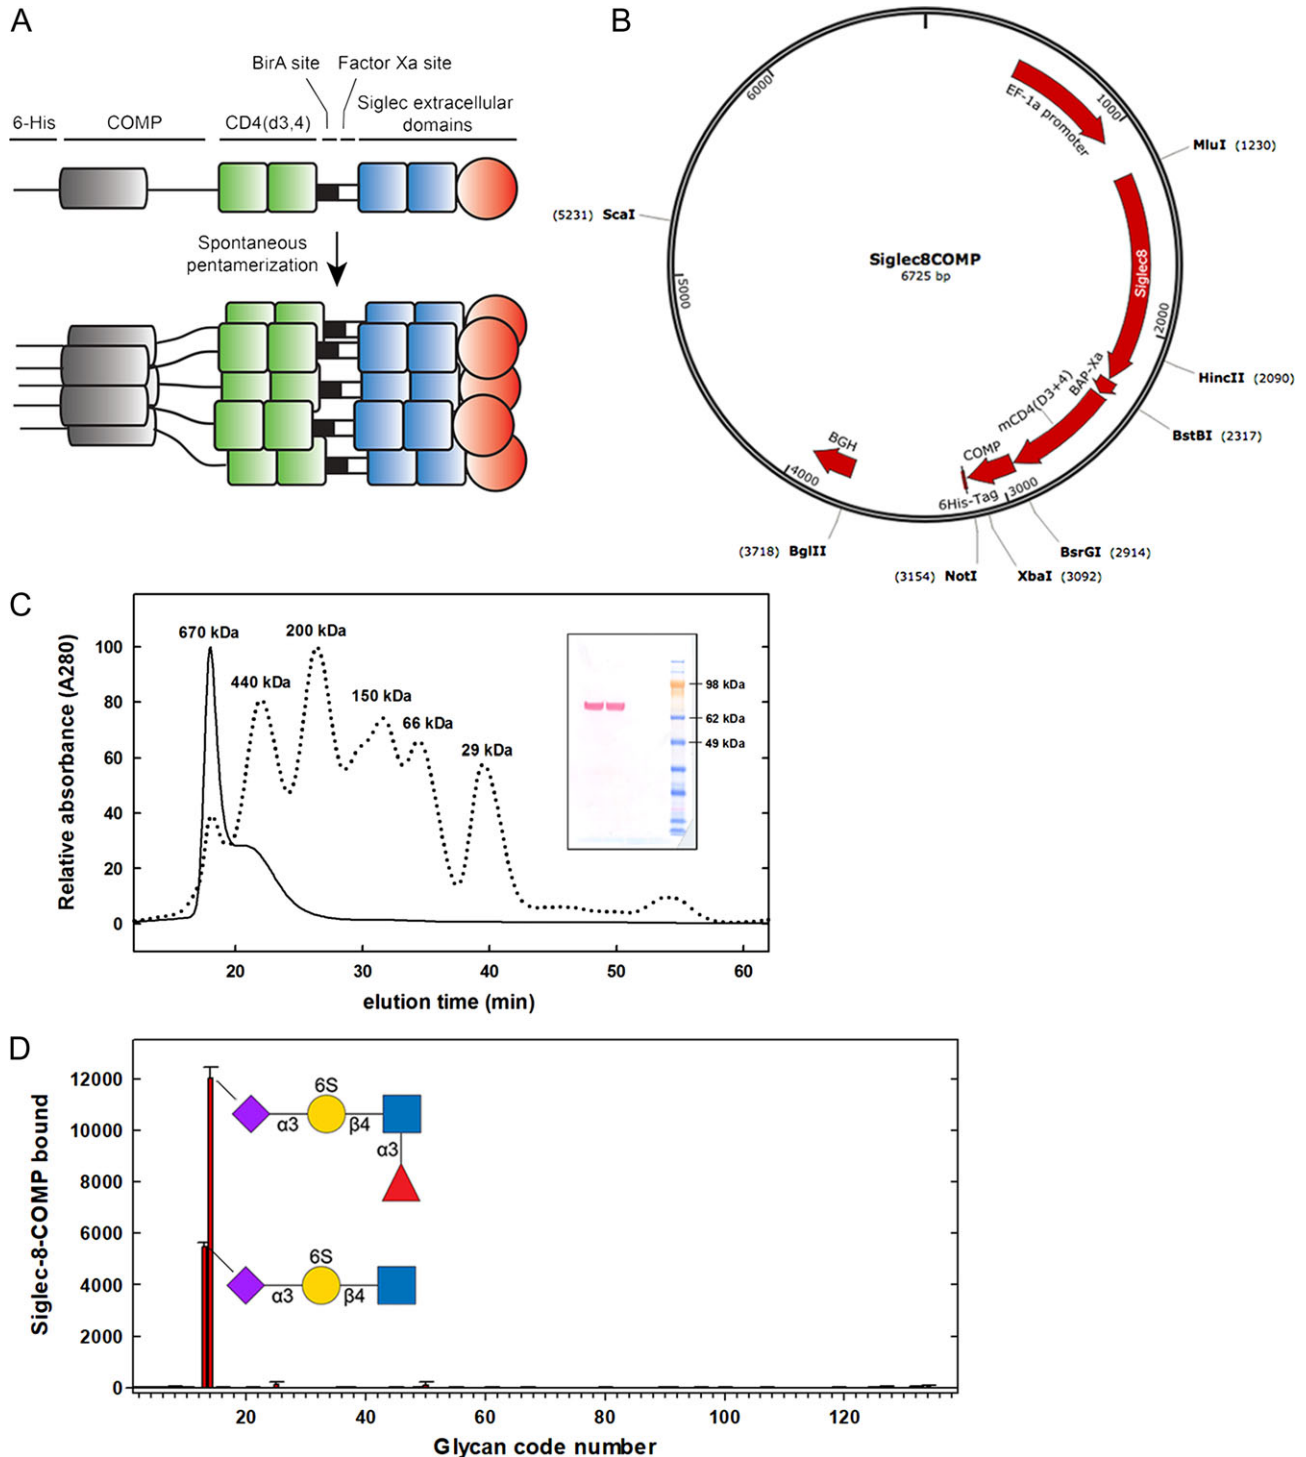 A
BirA site
Factor Xa site
6-His
COMP
CD4(d3,4)
Siglec extracellular
domains
Spontaneous
pentamerization
B
EF-1a promoter
1000
MluI (1230)
Siglec8
2000
HincII (2090)
BAP-Xa
BstBI (2317)
mCD4(D3+4)
COMP
6His-Tag
3000
BsrGI (2914)
XbaI (3092)
(3154) NotI
(3718) BglII
BGH
4000
5000
(5231) ScaI
6000
Siglec8COMP
6725 bp
C
Relative absorbance (A280)
100
80
60
40
20
0
670 kDa
440 kDa
200 kDa
150 kDa
66 kDa
29 kDa
98 kDa
62 kDa
49 kDa
20
30
40
50
60
elution time (min)
D
Siglec-8-COMP bound
12000
10000
8000
6000
4000
2000
0
6S
α3
β4
α3
6S
α3
β4
20
40
60
80
100
120
Glycan code number